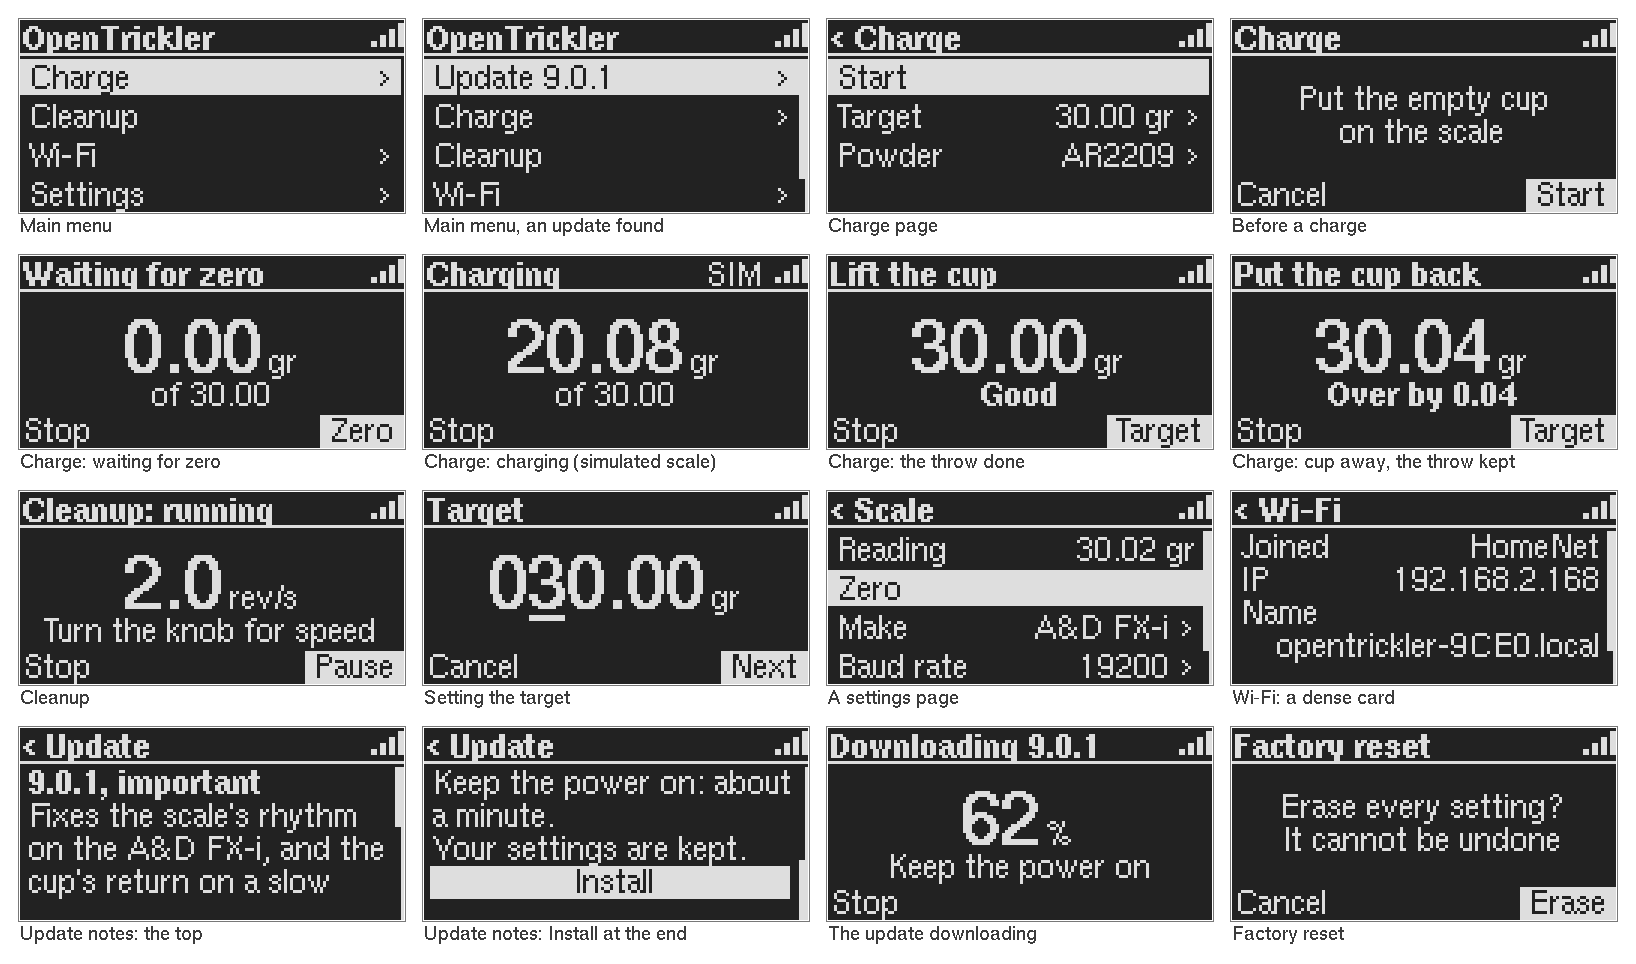 OpenTrickler
Charge >
Cleanup
Wi-Fi >
Settings >
Main menu
OpenTrickler
Update 9.0.1 >
Charge >
Cleanup
Wi-Fi >
Main menu, an update found
< Charge
Start
Target 30.00 gr >
Powder AR2209 >
Charge page
Charge
Put the empty cup
on the scale
Cancel Start
Before a charge
Waiting for zero
0.00 gr
of 30.00
Stop Zero
Charge: waiting for zero
Charging SIM
20.08 gr
of 30.00
Stop
Charge: charging (simulated scale)
Lift the cup
30.00 gr
Good
Stop Target
Charge: the throw done
Put the cup back
30.04 gr
Over by 0.04
Stop Target
Charge: cup away, the throw kept
Cleanup: running
2.0 rev/s
Turn the knob for speed
Stop Pause
Cleanup
Target
030.00 gr
Cancel Next
Setting the target
< Scale
Reading 30.02 gr
Zero
Make A&D FX-i >
Baud rate 19200 >
A settings page
< Wi-Fi
Joined HomeNet
IP 192.168.2.168
Name
opentrickler-9CE0.local
Wi-Fi: a dense card
< Update
9.0.1, important
Fixes the scale's rhythm
on the A&D FX-i, and the
cup's return on a slow
Update notes: the top
< Update
Keep the power on: about
a minute.
Your settings are kept.
Install
Update notes: Install at the end
Downloading 9.0.1
62 %
Keep the power on
Stop
The update downloading
Factory reset
Erase every setting?
It cannot be undone
Cancel Erase
Factory reset